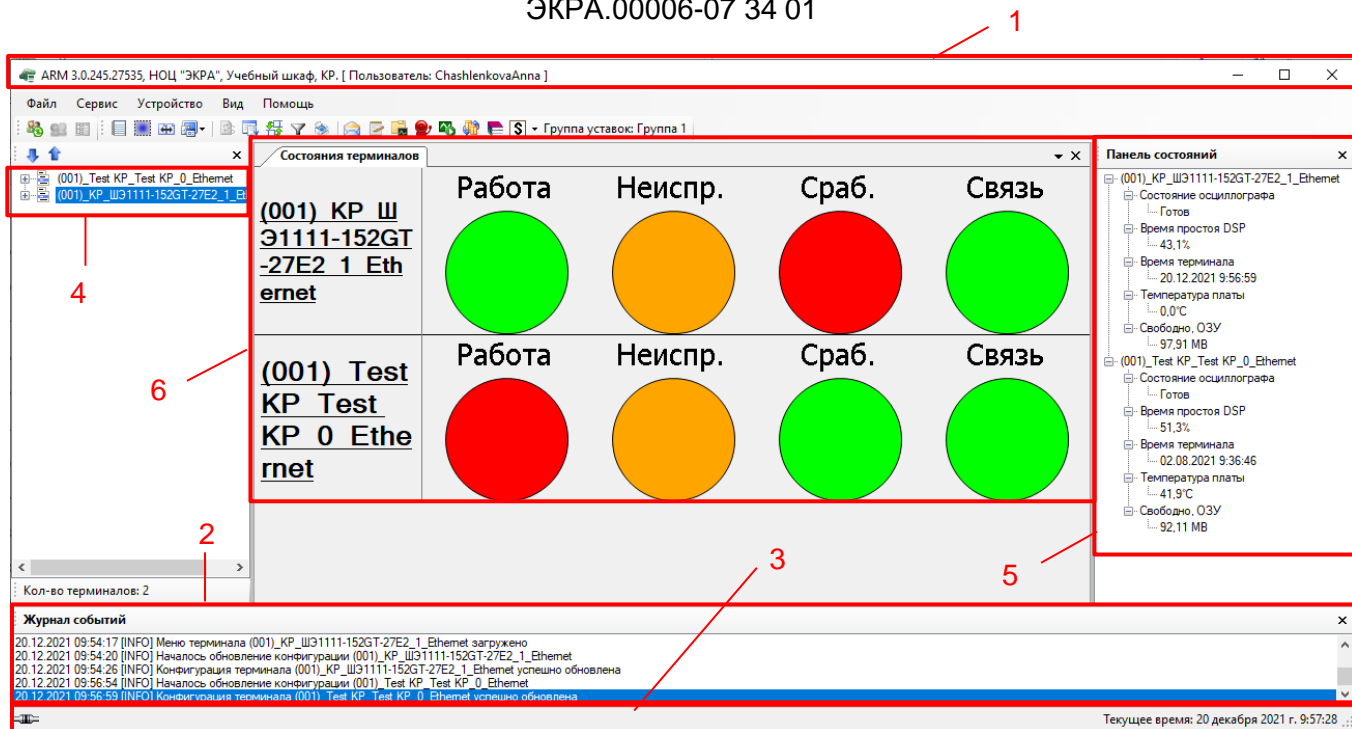 ЭКРА.00006-07 34 01
1
ARM 3.0.245.27535, НОЦ "ЭКРА", Учебный шкаф, КР. [ Пользователь: ChashlenkovaAnna ]
Файл Сервис Устройство Вид Помощь
Группа уставок: Группа 1
(001)_Test KP_Test KP_0_Ethernet
(001)_KP_ШЭ1111-152GT-27E2_1_Et
4
6
2
Кол-во терминалов: 2
Состояния терминалов
(001)_KP_Ш
Э1111-152GT
-27E2_1_Eth
ernet
Работа Неиспр. Сраб. Связь
(001)_Test
KP_Test
KP_0_Ethe
rnet
Работа Неиспр. Сраб. Связь
3
Панель состояний
(001)_KP_ШЭ1111-152GT-27E2_1_Ethernet
Состояние осциллографа
Готов
Время простоя DSP
43,1%
Время терминала
20.12.2021 9:56:59
Температура платы
0,0°C
Свободно, ОЗУ
97,91 MB
(001)_Test KP_Test KP_0_Ethernet
Состояние осциллографа
Готов
Время простоя DSP
51,3%
Время терминала
02.08.2021 9:36:46
Температура платы
41,9°C
Свободно, ОЗУ
92,11 MB
5
Журнал событий
20.12.2021 09:54:17 [INFO] Меню терминала (001)_KP_ШЭ1111-152GT-27E2_1_Ethernet загружено
20.12.2021 09:54:20 [INFO] Началось обновление конфигурации (001)_KP_ШЭ1111-152GT-27E2_1_Ethernet
20.12.2021 09:54:26 [INFO] Конфигурация терминала (001)_KP_ШЭ1111-152GT-27E2_1_Ethernet успешно обновлена
20.12.2021 09:56:54 [INFO] Началось обновление конфигурации (001)_Test KP_Test KP_0_Ethernet
20.12.2021 09:56:59 [INFO] Конфигурация терминала (001)_Test KP_Test KP_0_Ethernet успешно обновлена
Текущее время: 20 декабря 2021 г. 9:57:28